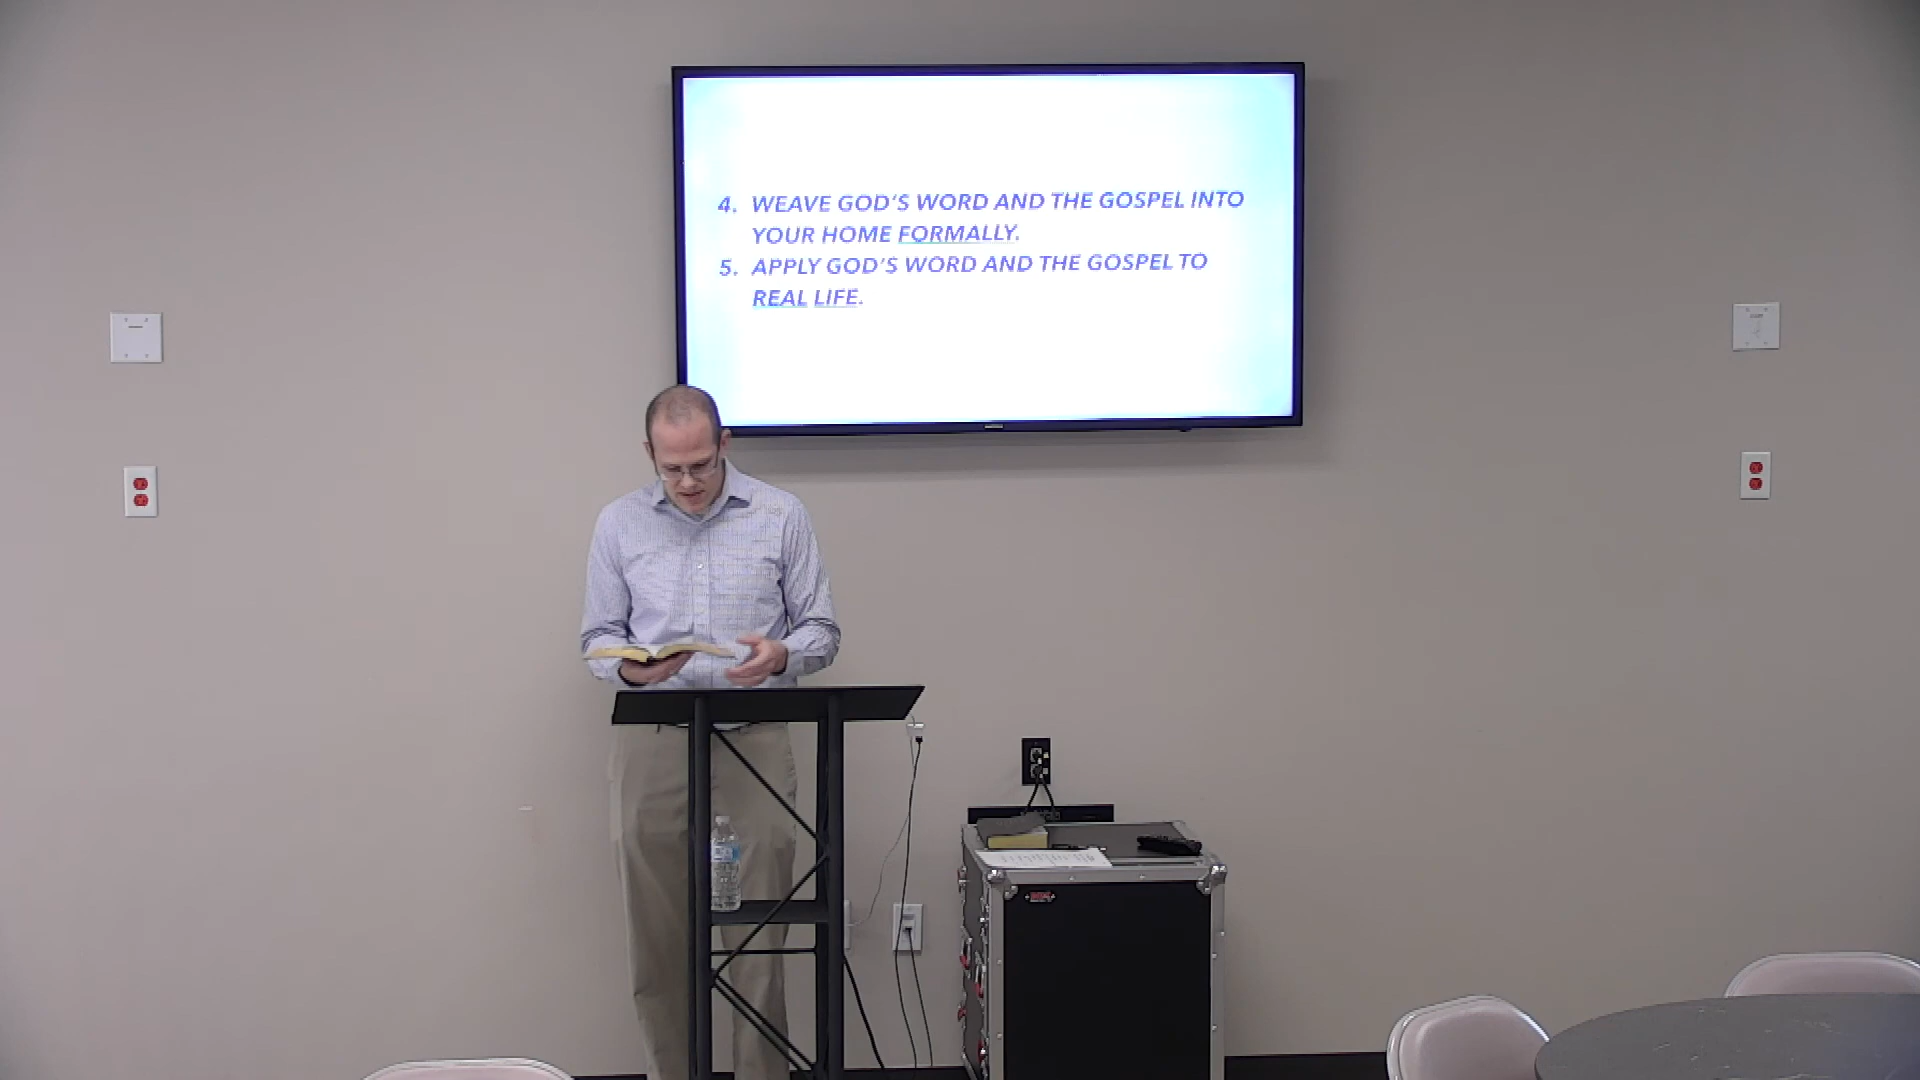 4. WEAVE GOD'S WORD AND THE GOSPEL INTO
YOUR HOME FORMALLY.
5. APPLY GOD'S WORD AND THE GOSPEL TO
REAL LIFE.